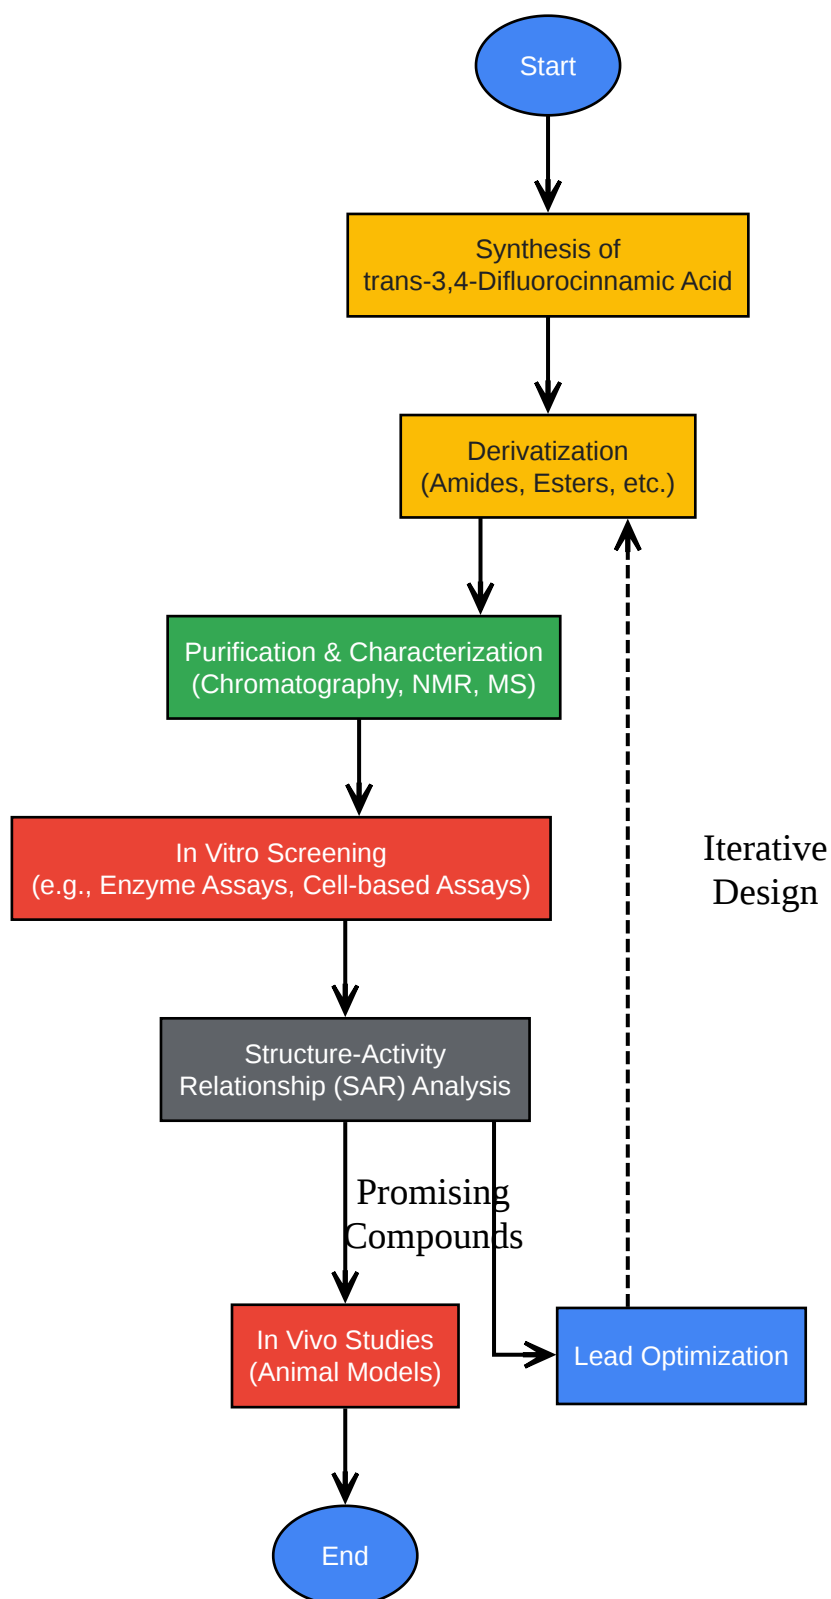 Start
Synthesis of
trans-3,4-Difluorocinnamic Acid
Derivatization
(Amides, Esters, etc.)
Purification & Characterization
(Chromatography, NMR, MS)
In Vitro Screening
(e.g., Enzyme Assays, Cell-based Assays)
Iterative
Design
Structure-Activity
Relationship (SAR) Analysis
Promising
Compounds
In Vivo Studies
(Animal Models)
Lead Optimization
End